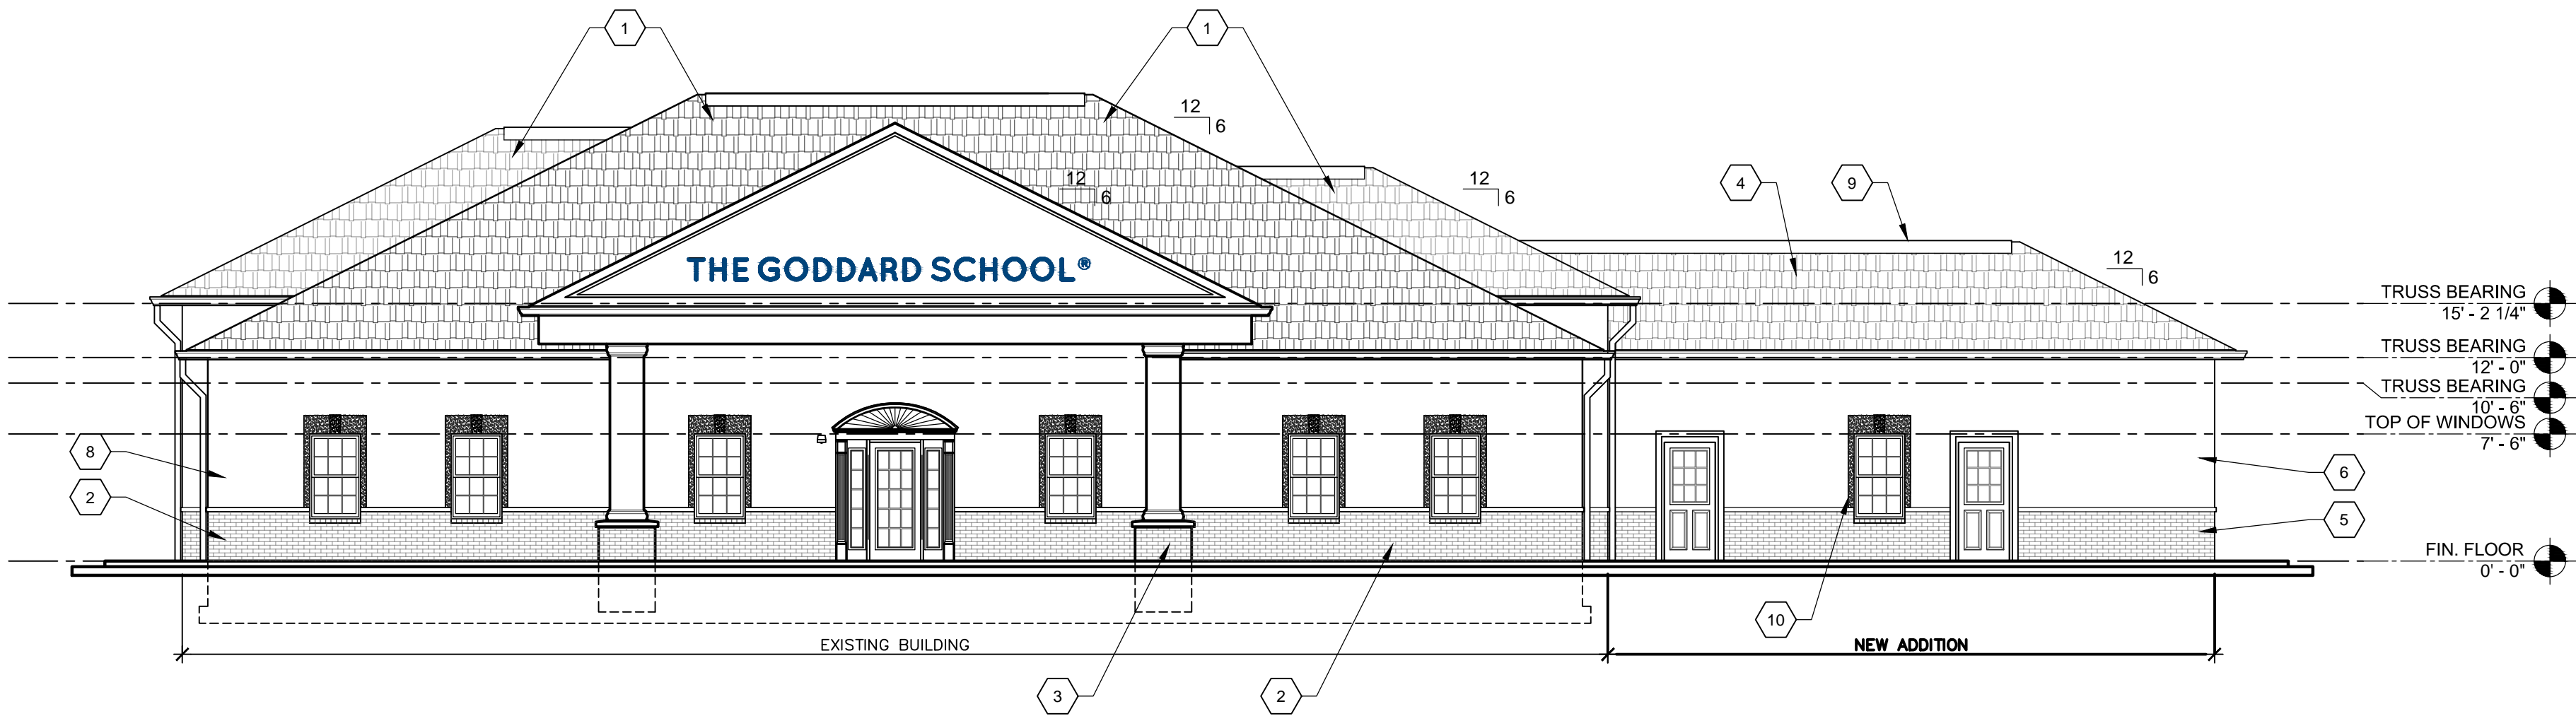 1
1
12
6
12
6
12
6
4
9
12
6
THE GODDARD SCHOOL®
TRUSS BEARING
15' - 2 1/4"
TRUSS BEARING
12' - 0"
TRUSS BEARING
10' - 6"
TOP OF WINDOWS
7' - 6"
8
6
2
5
FIN. FLOOR
0' - 0"
10
EXISTING BUILDING
NEW ADDITION
3
2